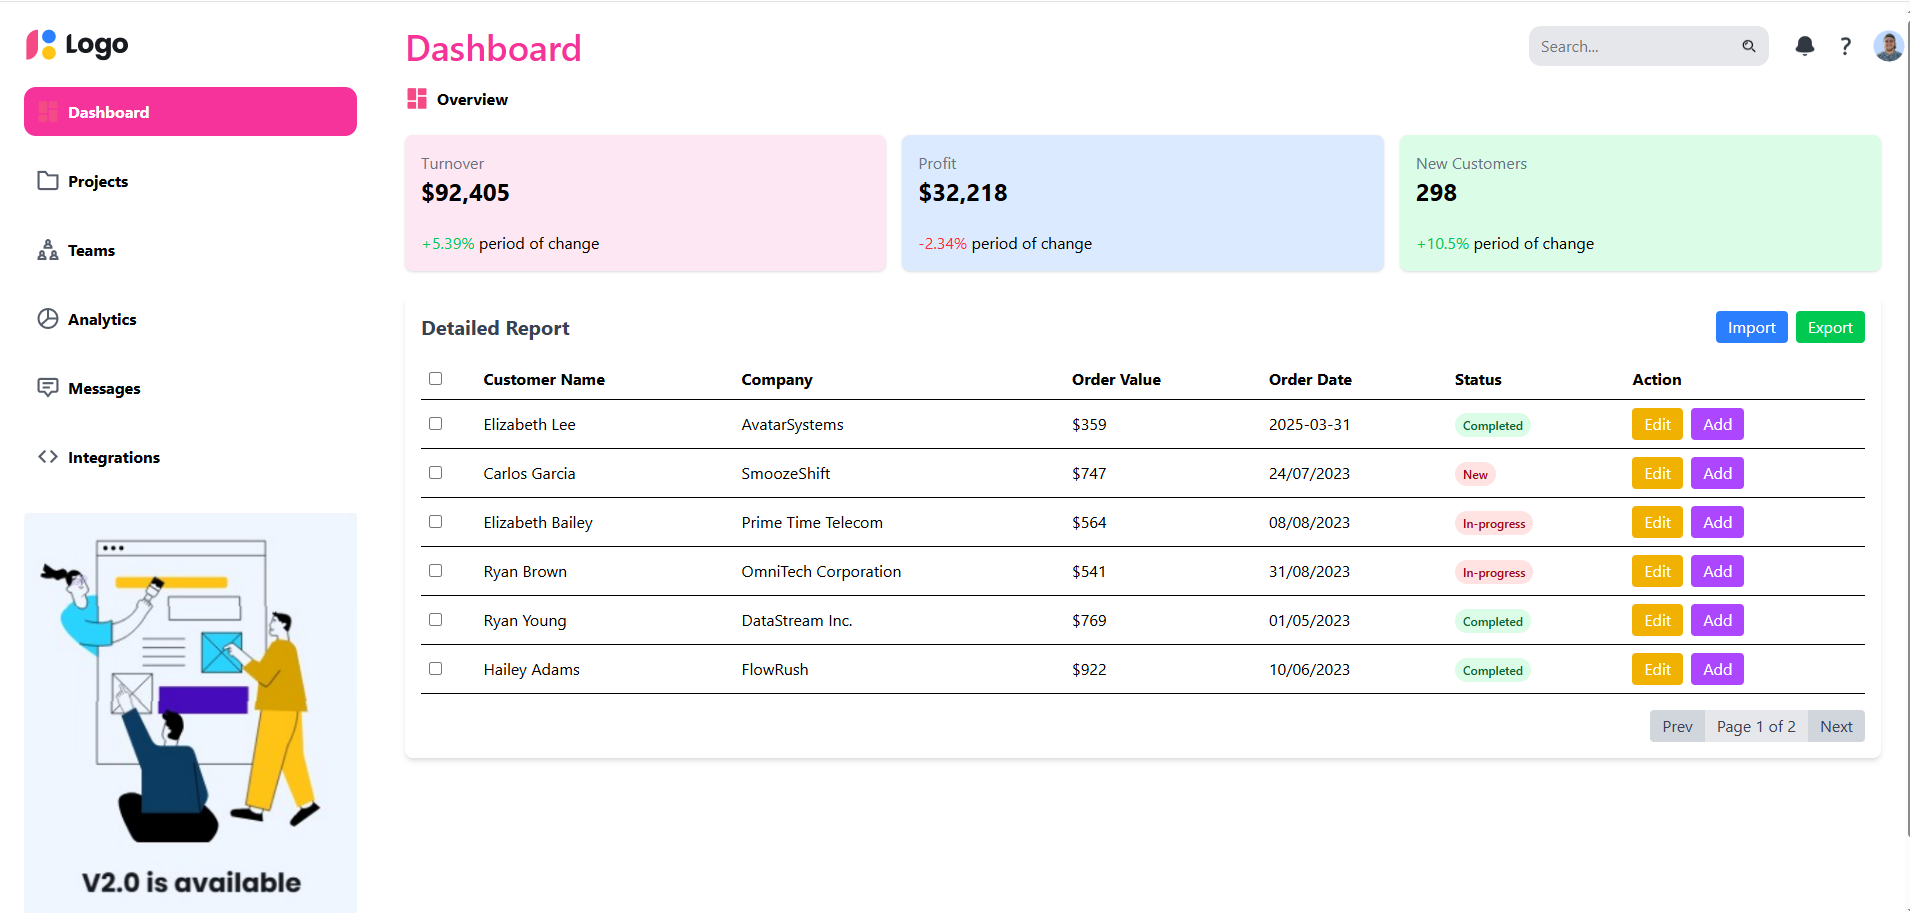 Logo
Dashboard
Search...
?
Dashboard
Projects
Teams
Analytics
Messages
Integrations
V2.0 is available
Overview
Turnover
$92,405
+5.39% period of change
Profit
$32,218
-2.34% period of change
New Customers
298
+10.5% period of change
Detailed Report
Import Export
Customer Name Company Order Value Order Date Status Action
Elizabeth Lee AvatarSystems $359 2025-03-31 Completed Edit Add
Carlos Garcia SmoozeShift $747 24/07/2023 New Edit Add
Elizabeth Bailey Prime Time Telecom $564 08/08/2023 In-progress Edit Add
Ryan Brown OmniTech Corporation $541 31/08/2023 In-progress Edit Add
Ryan Young DataStream Inc. $769 01/05/2023 Completed Edit Add
Hailey Adams FlowRush $922 10/06/2023 Completed Edit Add
Prev Page 1 of 2 Next